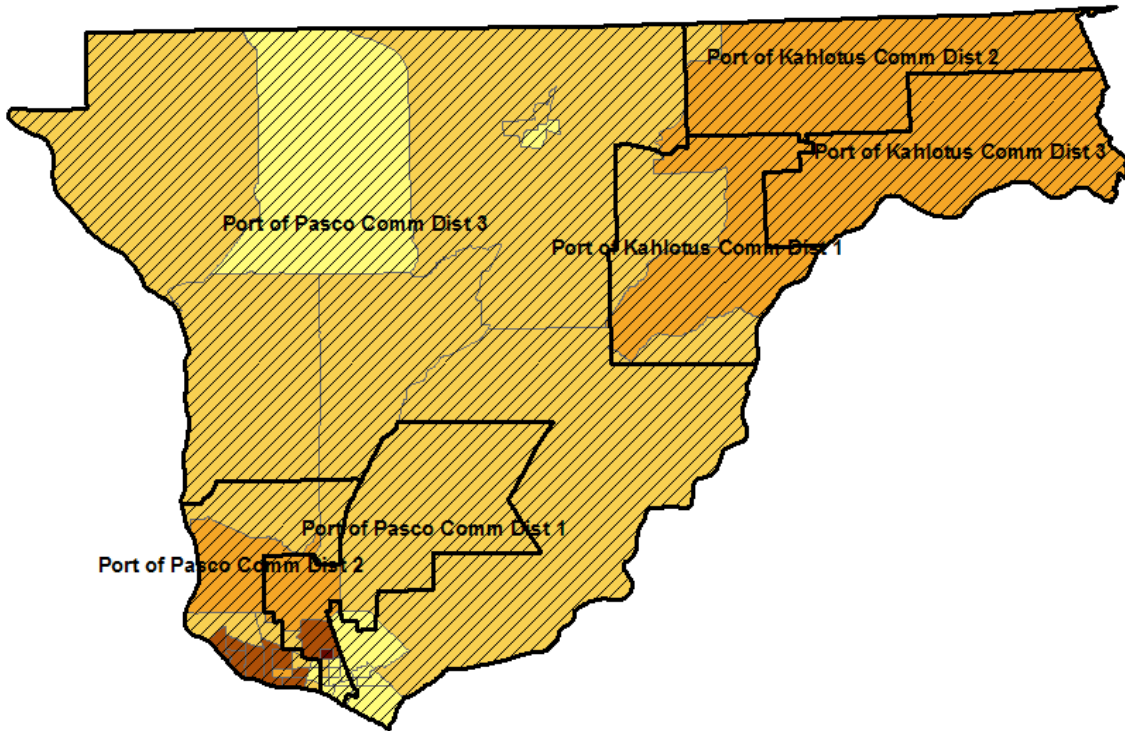 Port of Kahlotus Comm Dist 2
Port of Kahlotus Comm Dist 3
Port of Pasco Comm Dist 3
Port of Kahlotus Comm Dist 1
Port of Pasco Comm Dist 1
Port of Pasco Comm Dist 2